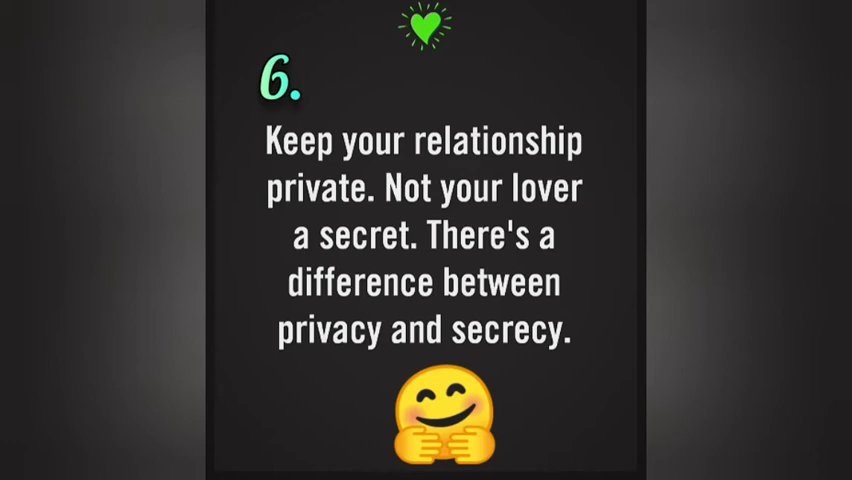 6.
Keep your relationship
private. Not your lover
a secret. There's a
difference between
privacy and secrecy.